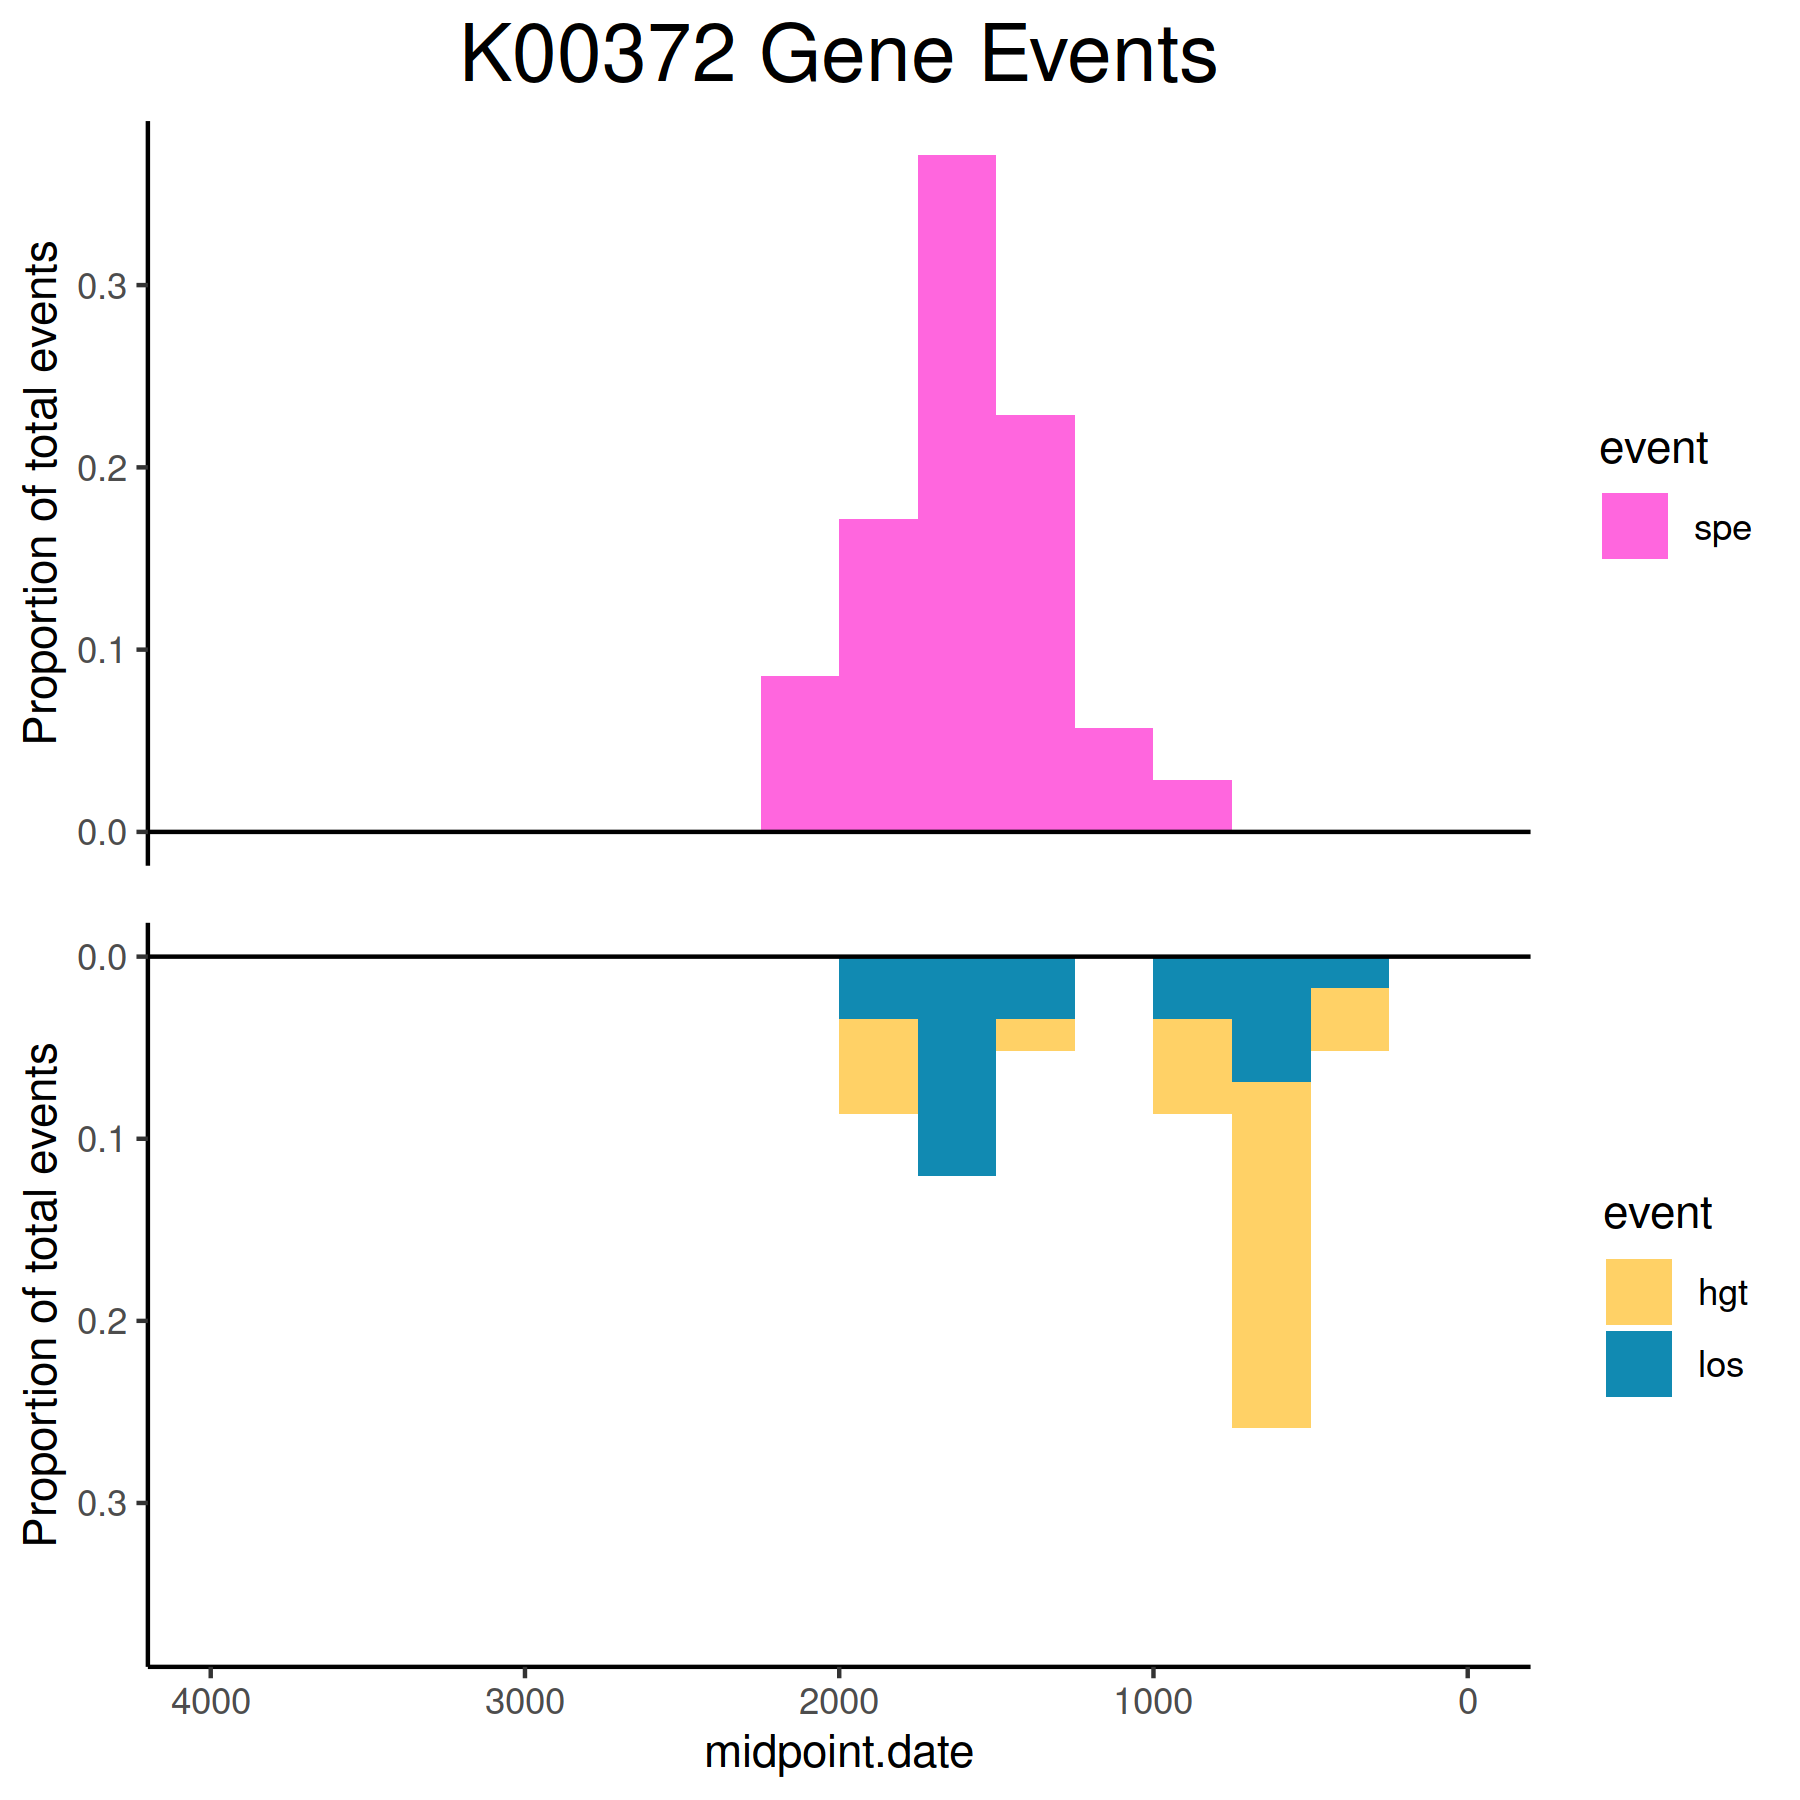 K00372 Gene Events
Proportion of total events
0.3
0.2
0.1
0.0
event
spe
Proportion of total events
0.0
0.1
0.2
0.3
event
hgt
los
4000 3000 2000 1000 0
midpoint.date